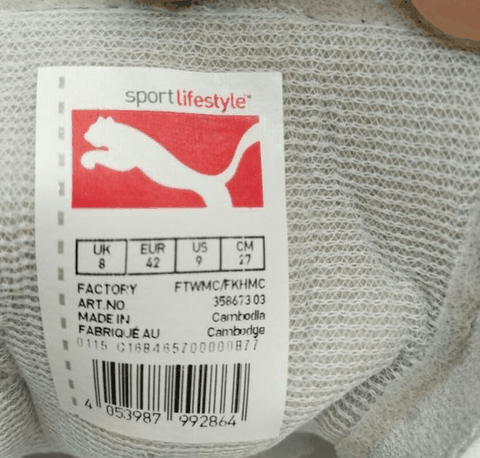 sportlifestyle™
UK EUR US CM
8 42 9 27
FACTORY FTWMC/FKHMC
ART.NO 358673 03
MADE IN Cambodia
FABRIQUÉ AU Cambodge
0115 C168465700000877
4 053987 992864